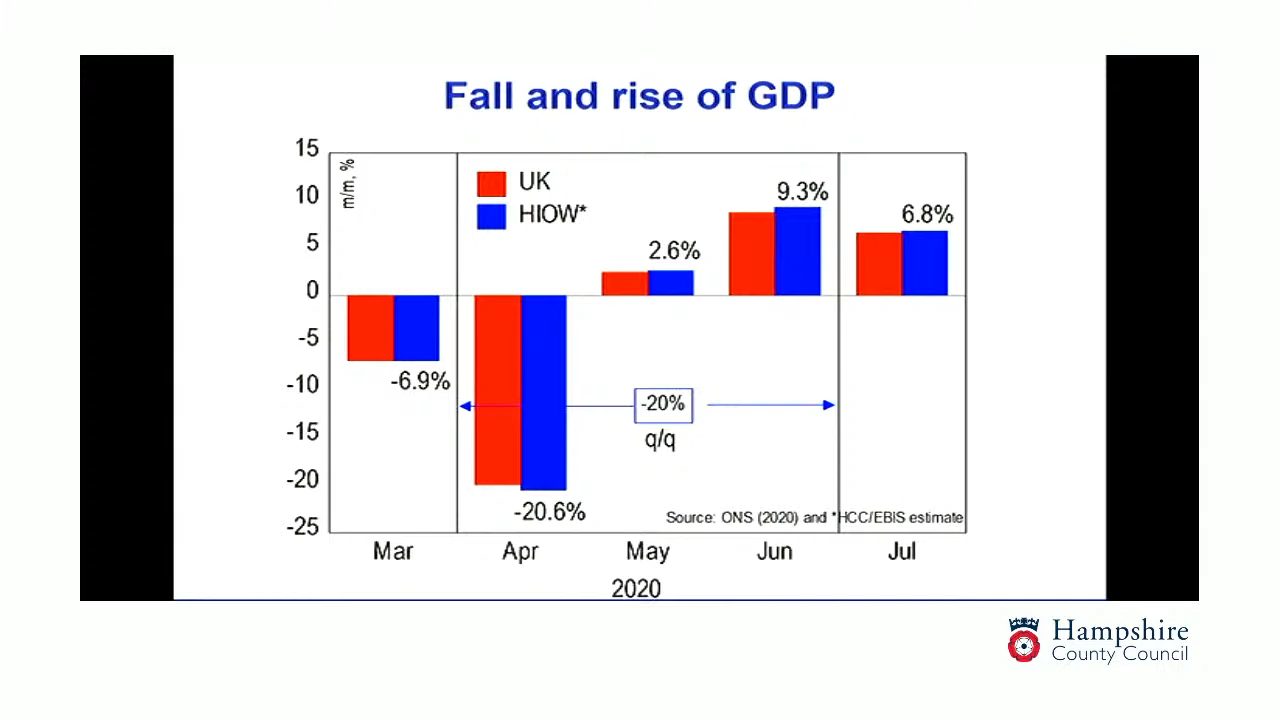 Fall and rise of GDP
15
10
5
0
-5
-10
-15
-20
-25
m/m, %
UK
HIOW*
-6.9%
-20.6%
2.6%
9.3%
6.8%
-20%
q/q
Source: ONS (2020) and *HCC/EBIS estimate
Mar Apr May Jun Jul
2020
Hampshire
County Council